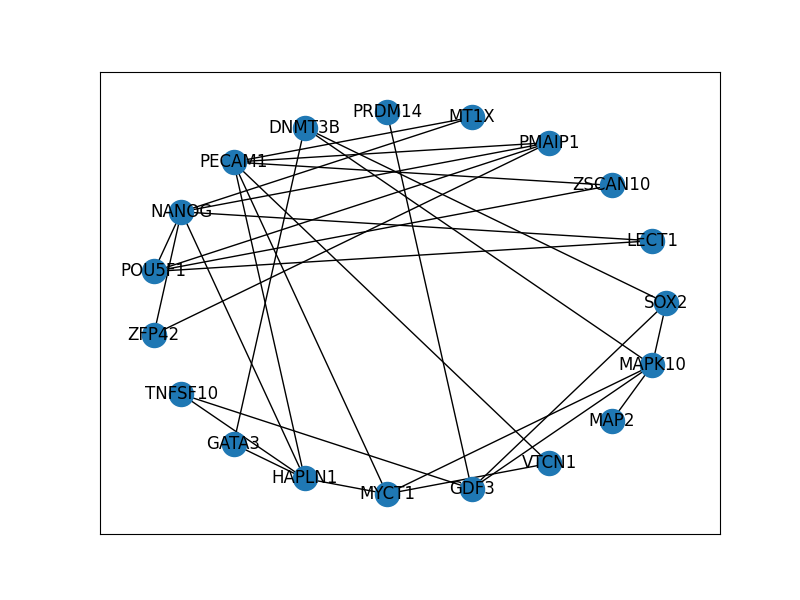 PRDM14
MT1X
DNMT3B
PMAIP1
PECAM1
ZSCAN10
NANOG
LECT1
POU5F1
SOX2
ZFP42
MAPK10
TNFSF10
MAP2
GATA3
VTCN1
HAPLN1
GDF3
MYCT1